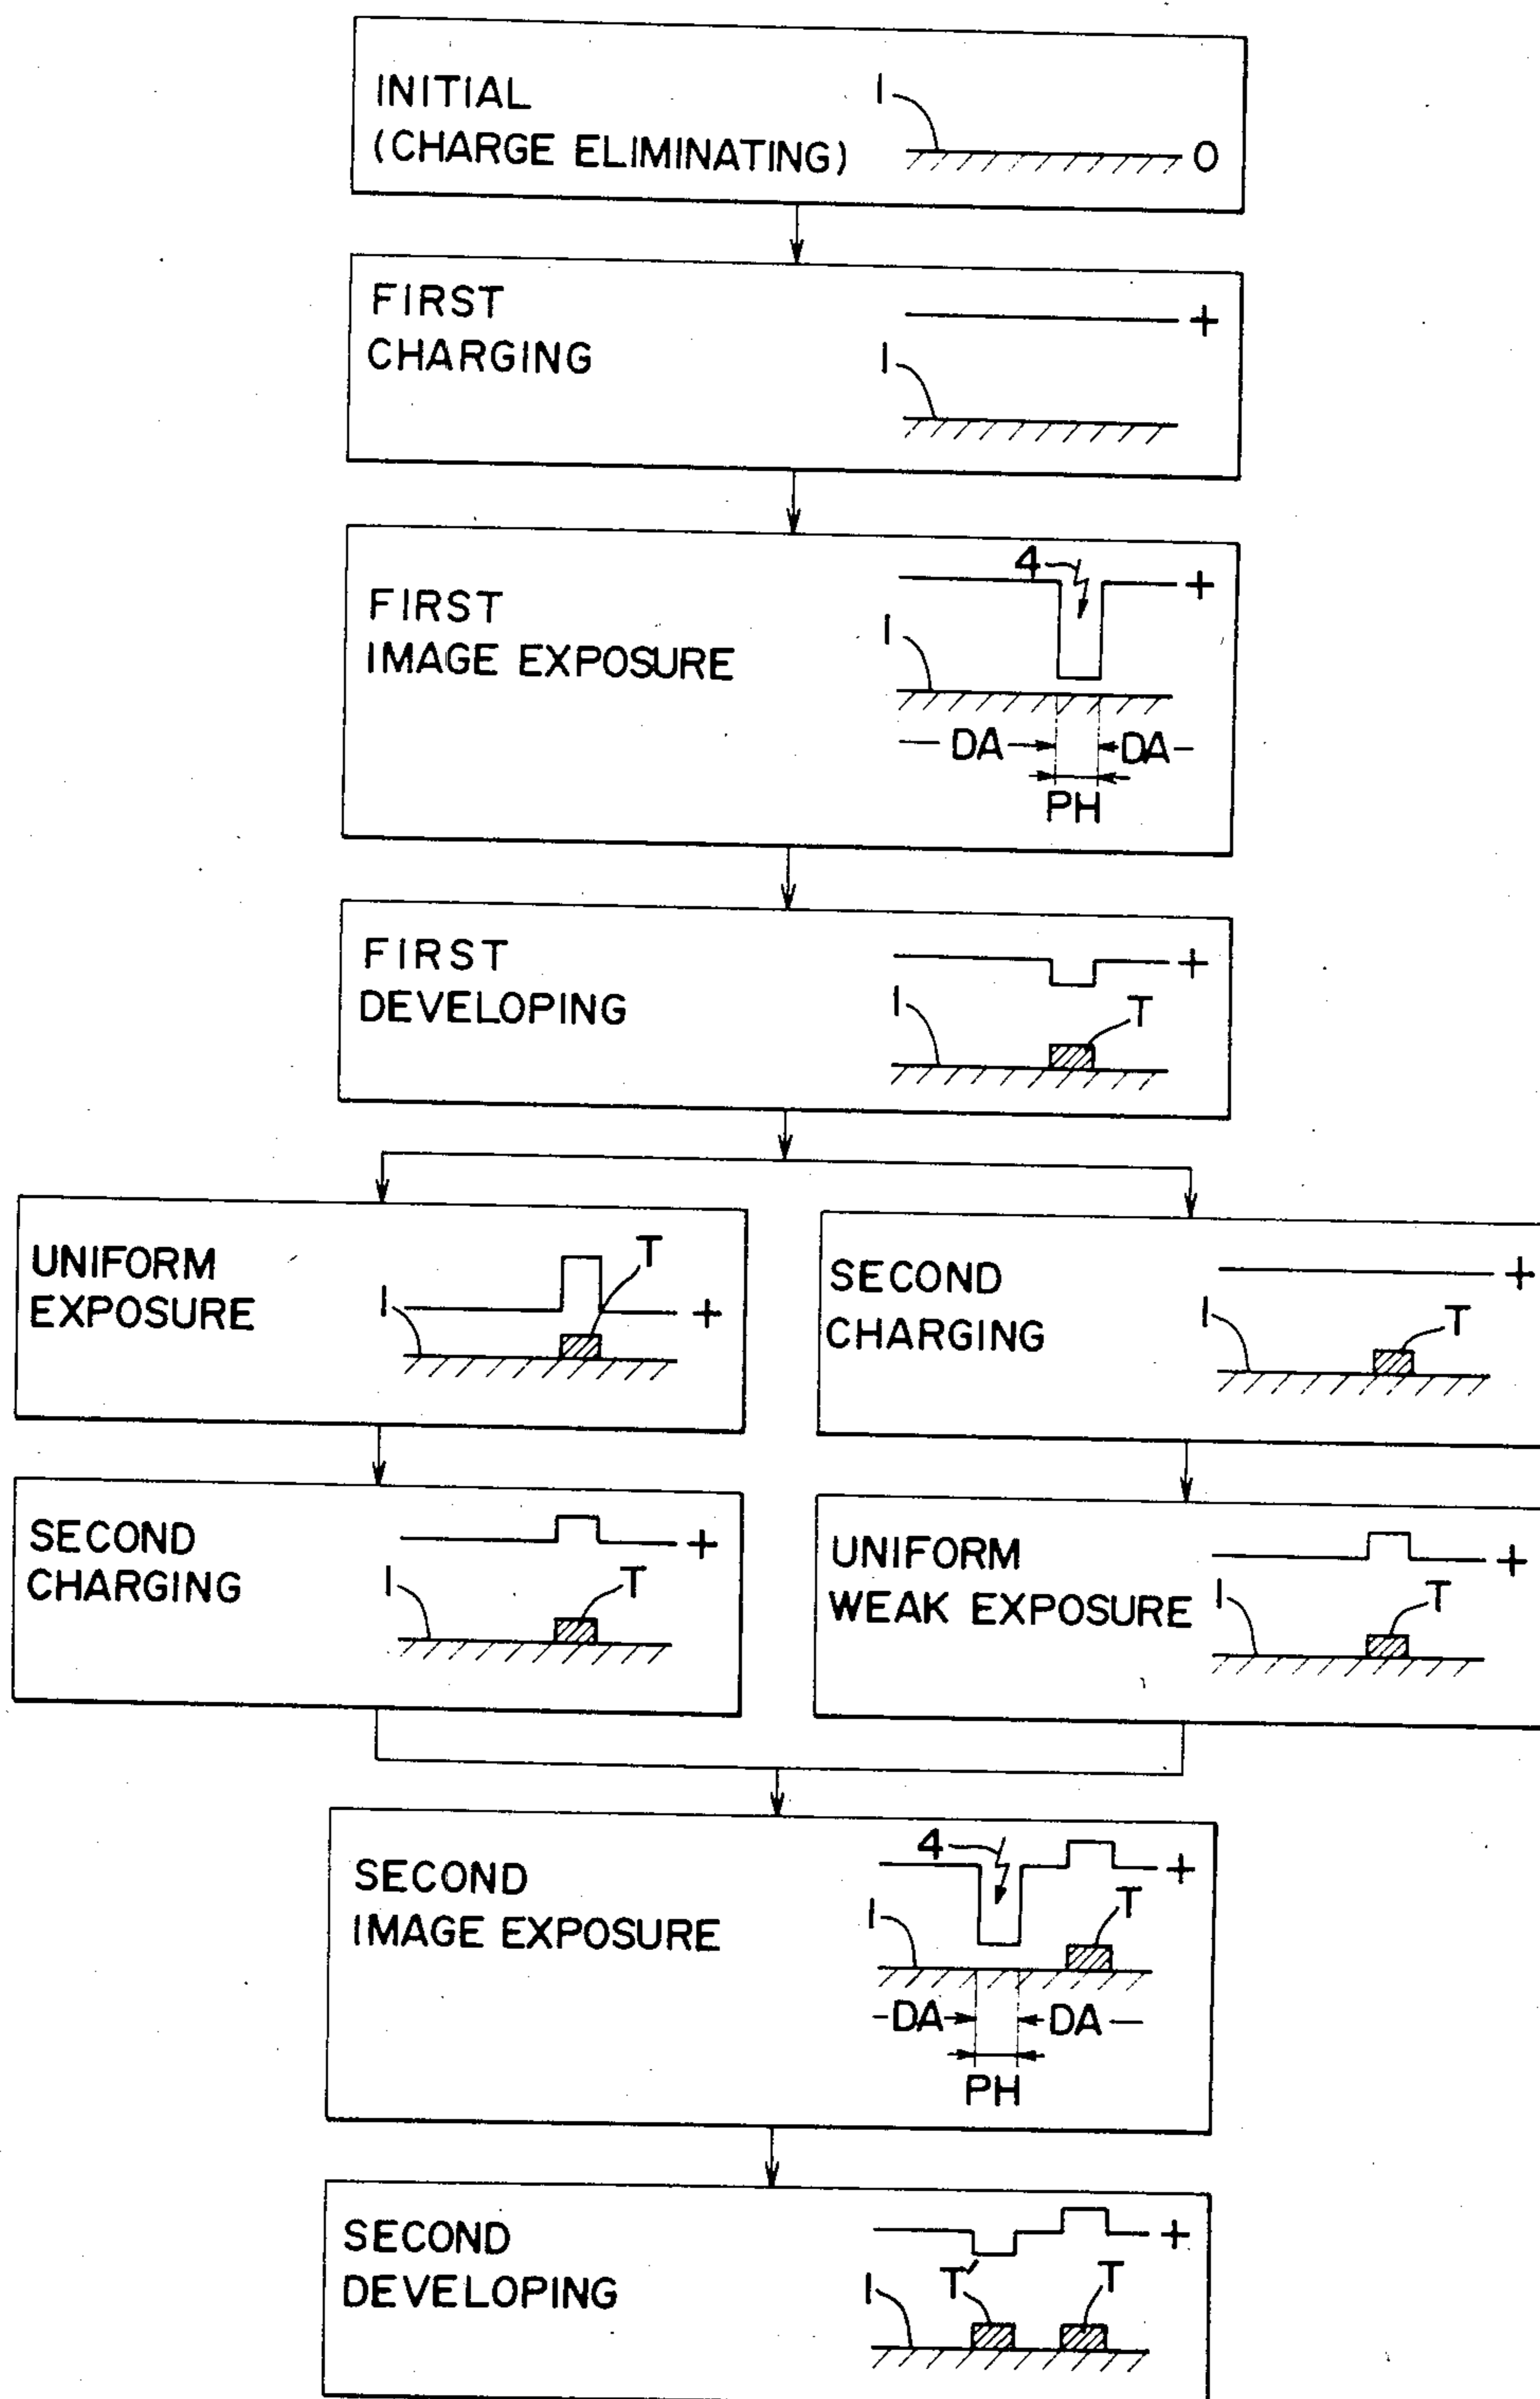 INITIAL
(CHARGE ELIMINATING)
1
0
FIRST
CHARGING
+
1
FIRST
IMAGE EXPOSURE
4
+
1
DA
DA
PH
FIRST
DEVELOPING
+
1
T
UNIFORM
EXPOSURE
T
1
+
SECOND
CHARGING
+
1
T
SECOND
CHARGING
+
1
T
UNIFORM
WEAK EXPOSURE
+
1
T
SECOND
IMAGE EXPOSURE
4
+
1
T
DA
DA
PH
SECOND
DEVELOPING
+
1
T'
T